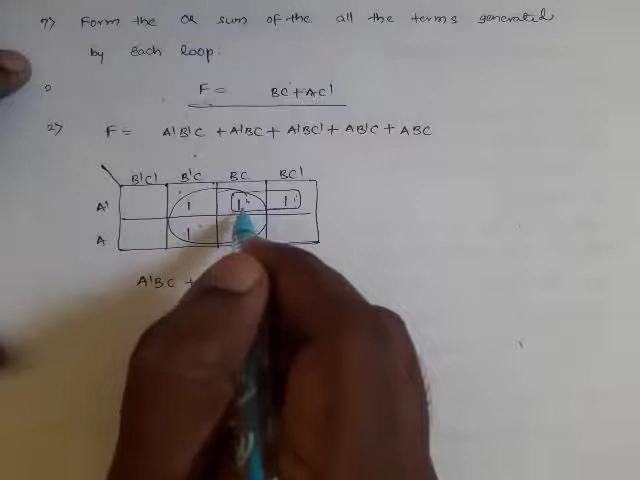 7> Form the OR sum of the all the terms generated
by each loop.
F = BC + AC'
2> F = A'B'C + A'BC + A'BC' + AB'C + ABC
B'C' B'C BC BC'
A' 1 1 1
A 1
A'BC +